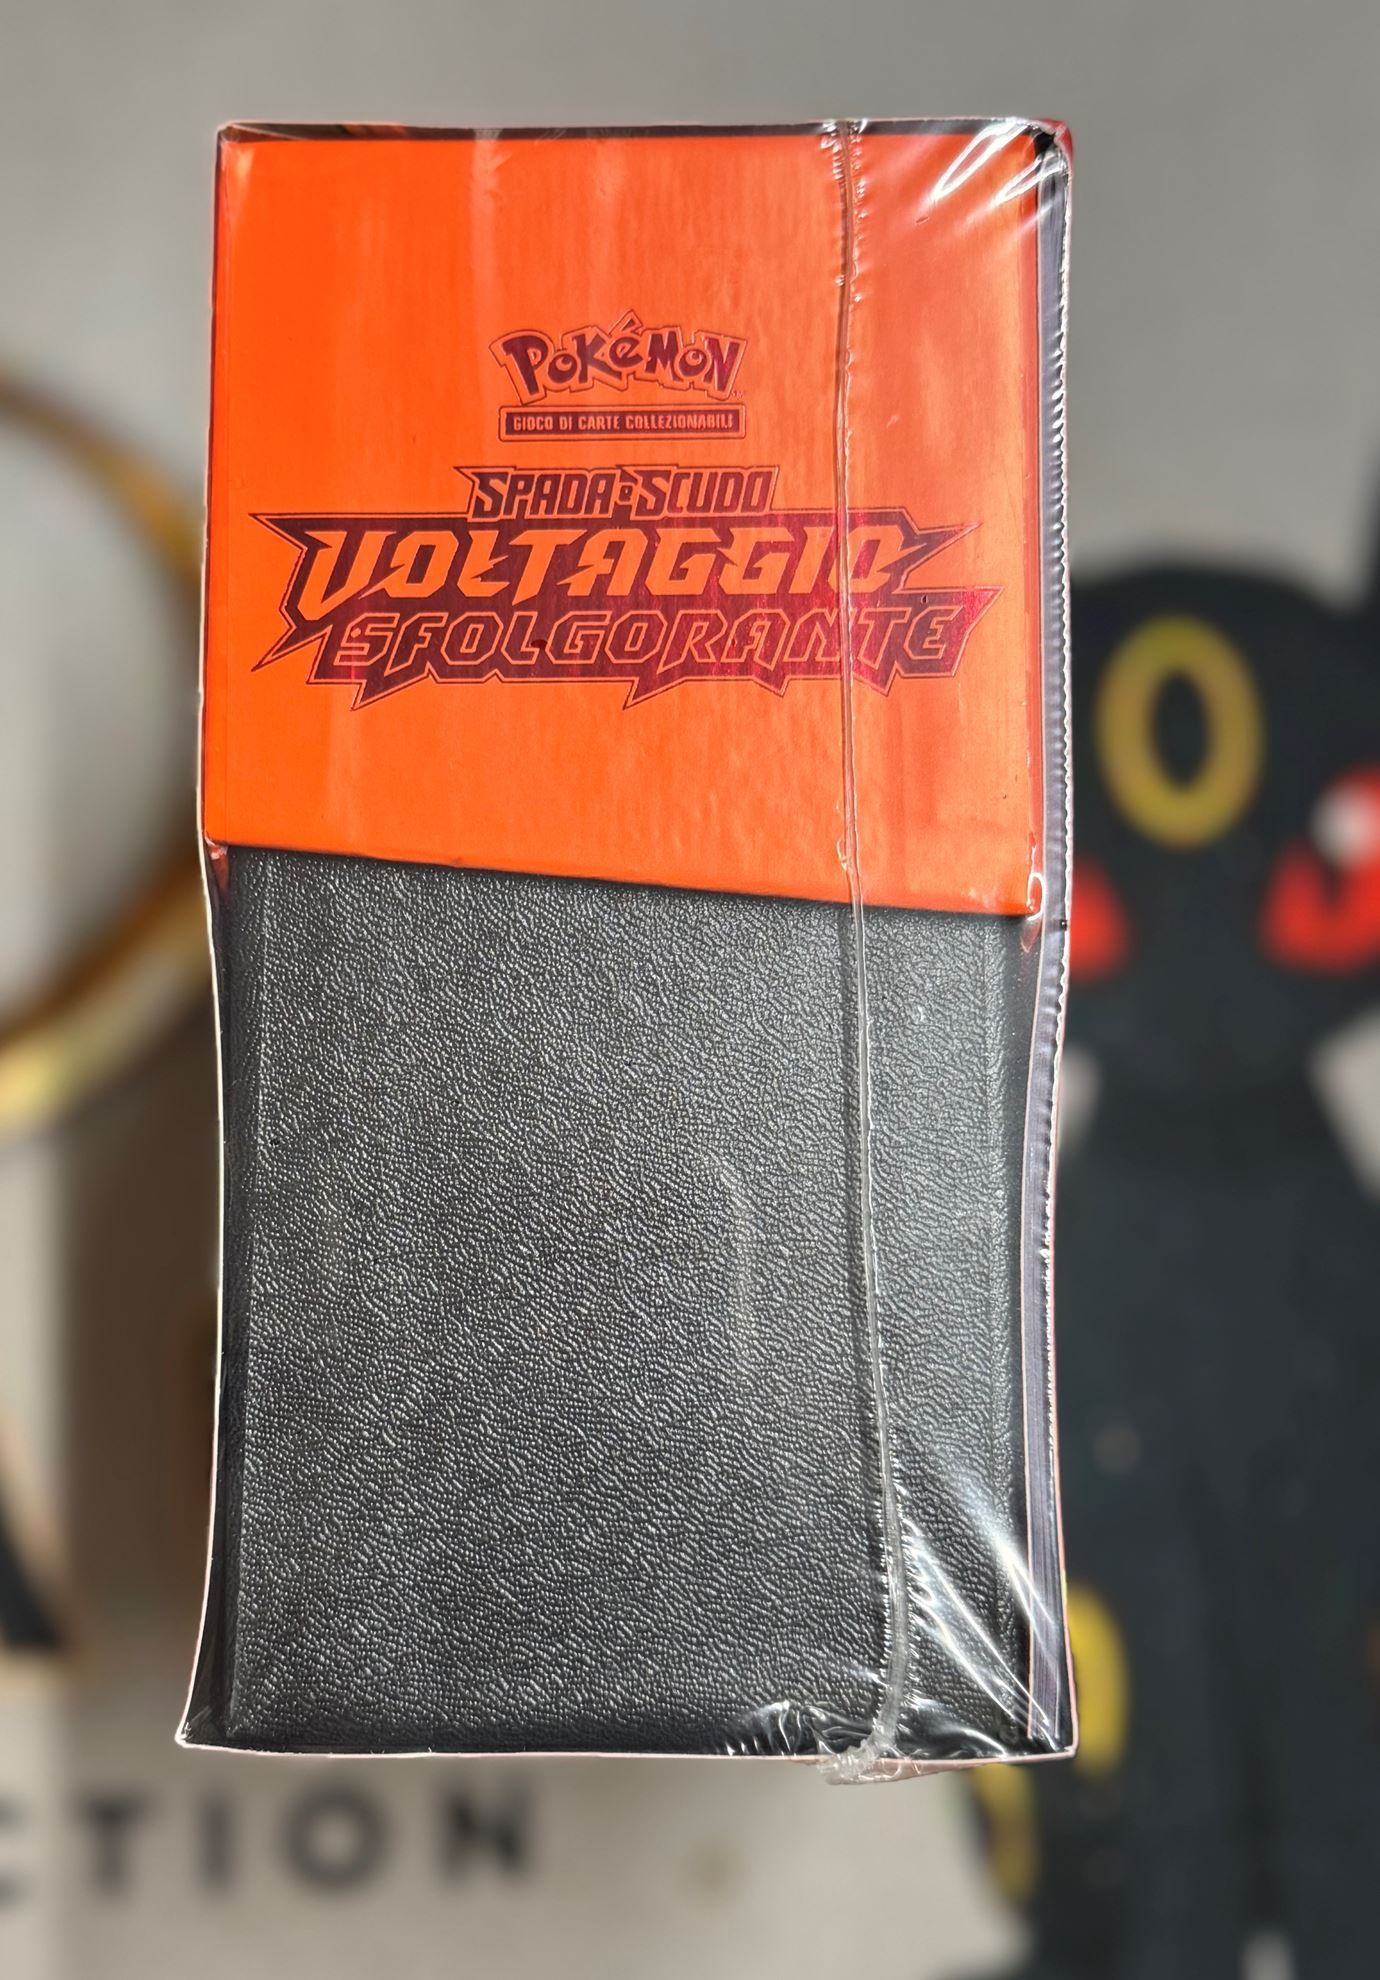 Pokémon
GIOCO DI CARTE COLLEZIONABILI
SPADA E SCUDO
VOLTAGGIO
SFOLGORANTE
CTION